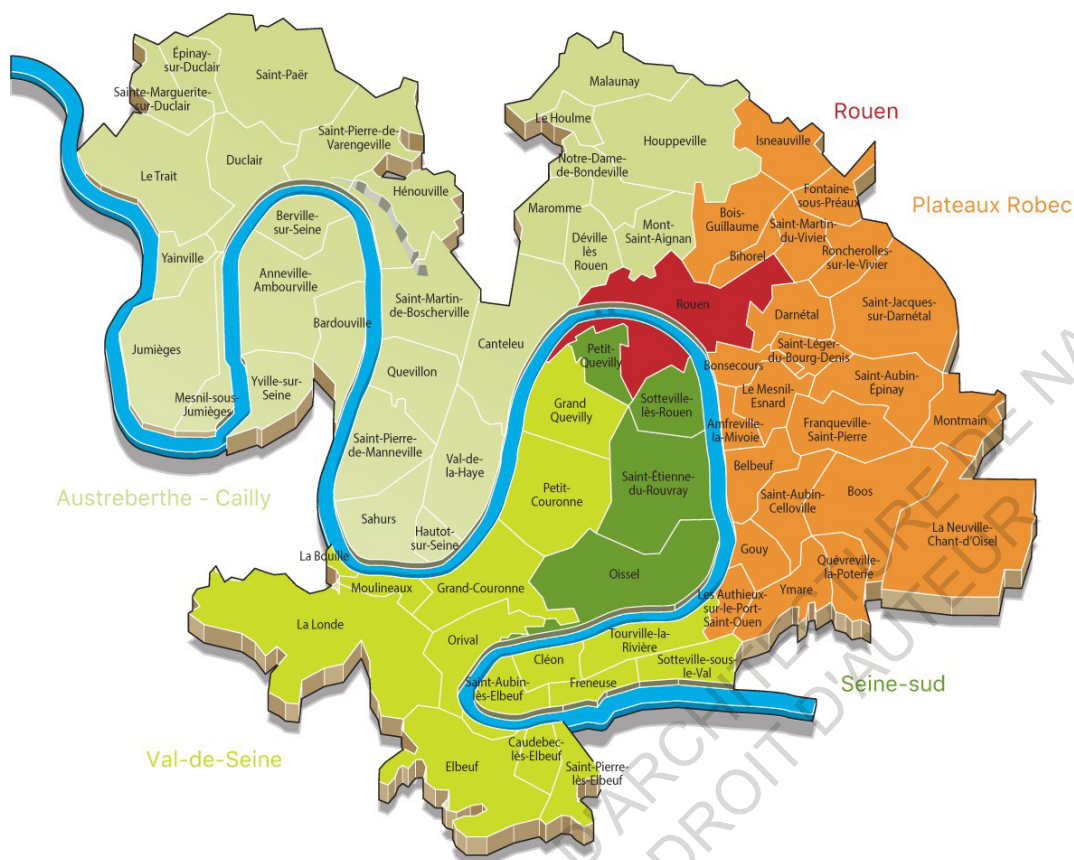 Épinay-
sur-Duclair
Saint-Paër
Sainte-Marguerite-
sur-Duclair
Saint-Pierre-de-
Varengeville
Duclair
Le Trait
Hénouville
Berville-
sur-Seine
Yainville
Anneville-
Ambourville
Bardouville
Saint-Martin-
de-Boscherville
Jumièges
Mesnil-sous-
Jumièges
Yville-sur-
Seine
Quevillon
Canteleu
Saint-Pierre-
de-Manneville
Val-de-
la-Haye
Sahurs
Hautot-
sur-Seine
Austreberthe - Cailly
Malaunay
Le Houlme
Houppeville
Notre-Dame-
de-Bondeville
Maromme
Mont-
Saint-Aignan
Déville
lès
Rouen
Rouen
Isneauville
Plateaux Robec
Fontaine-
sous-Préaux
Bois-
Guillaume
Saint-Martin-
du-Vivier
Bihorel
Roncherolles-
sur-le-Vivier
Rouen
Darnétal
Saint-Jacques-
sur-Darnétal
Petit-
Quevilly
Bonsecours
Saint-Léger-
du-Bourg-Denis
Saint-Aubin-
Épinay
Le Mesnil-
Esnard
Grand
Quevilly
Sotteville-
lès-Rouen
Amfreville-
la-Mivoie
Franqueville-
Saint-Pierre
Montmain
Belbeuf
Saint-Étienne-
du-Rouvray
Petit-
Couronne
Saint-Aubin-
Celloville
Boos
La Neuville-
Chant-d'Oisel
Gouy
Quévreville-
la-Poterie
Oissel
Ymare
Les Authieux-
sur-le-Port-
Saint-Ouen
La Bouille
Moulineaux
Grand-Couronne
La Londe
Orival
Tourville-la-
Rivière
Cléon
Sotteville-sous-
le-Val
Freneuse
Saint-Aubin-
lès-Elbeuf
Seine-sud
Val-de-Seine
Elbeuf
Caudebec-
lès-Elbeuf
Saint-Pierre-
lès-Elbeuf
D'ARCHITECTURE DE NA
DROIT D'AUTEUR